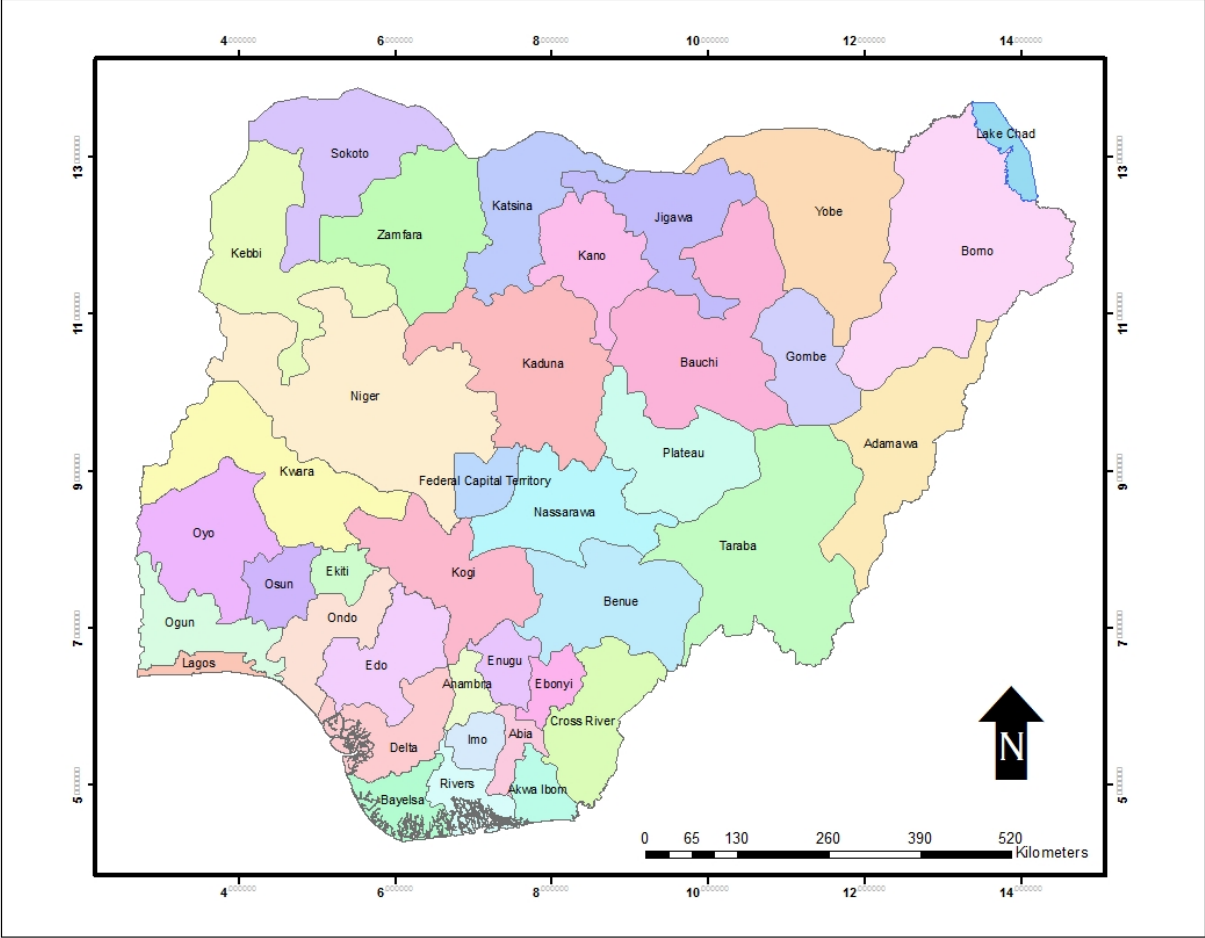 4 6 8 10 12 14
13 13
11 11
9 9
7 7
5 5
Lake Chad
Sokoto
Katsina
Jigawa
Yobe
Zamfara
Kebbi
Kano
Borno
Kaduna
Bauchi
Gombe
Niger
Adamawa
Plateau
Kwara
Federal Capital Territory
Nassarawa
Oyo
Taraba
Kogi
Ekiti
Osun
Benue
Ogun
Ondo
Lagos
Edo
Enugu
Anambra
Ebonyi
Cross River
Imo
Abia
Delta
Rivers
Akwa Ibom
Bayelsa
N
0 65 130 260 390 520
Kilometers
4 6 8 10 12 14